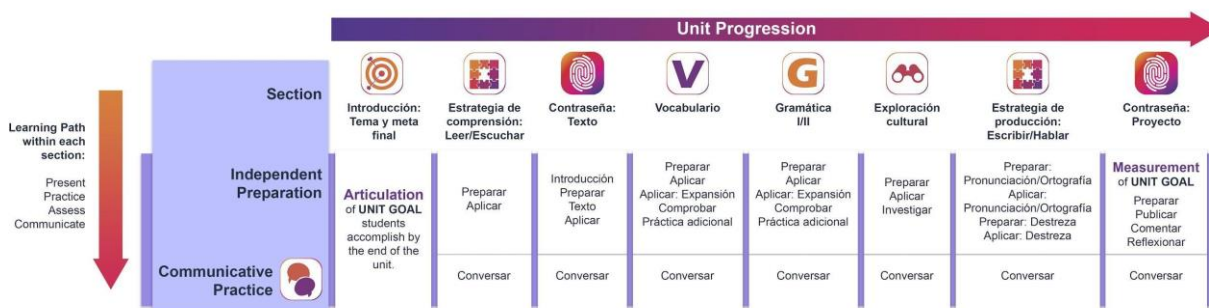 Unit Progression
Learning Path
within each
section:
Present
Practice
Assess
Communicate
Section
Introducción:
Tema y meta
final
Estrategia de
comprensión:
Leer/Escuchar
Contraseña:
Texto
V
Vocabulario
G
Gramática
I/II
Exploración
cultural
Estrategia de
producción:
Escribir/Hablar
Contraseña:
Proyecto
Independent
Preparation
Articulation
of UNIT GOAL
students
accomplish by
the end of the
unit.
Preparar
Aplicar
Introducción
Preparar
Texto
Aplicar
Preparar
Aplicar
Aplicar: Expansión
Comprobar
Práctica adicional
Preparar
Aplicar
Aplicar: Expansión
Comprobar
Práctica adicional
Preparar
Aplicar
Investigar
Preparar:
Pronunciación/Ortografía
Aplicar:
Pronunciación/Ortografía
Preparar: Destreza
Aplicar: Destreza
Measurement
of UNIT GOAL
Preparar
Publicar
Comentar
Reflexionar
Communicative
Practice
Conversar
Conversar
Conversar
Conversar
Conversar
Conversar
Conversar